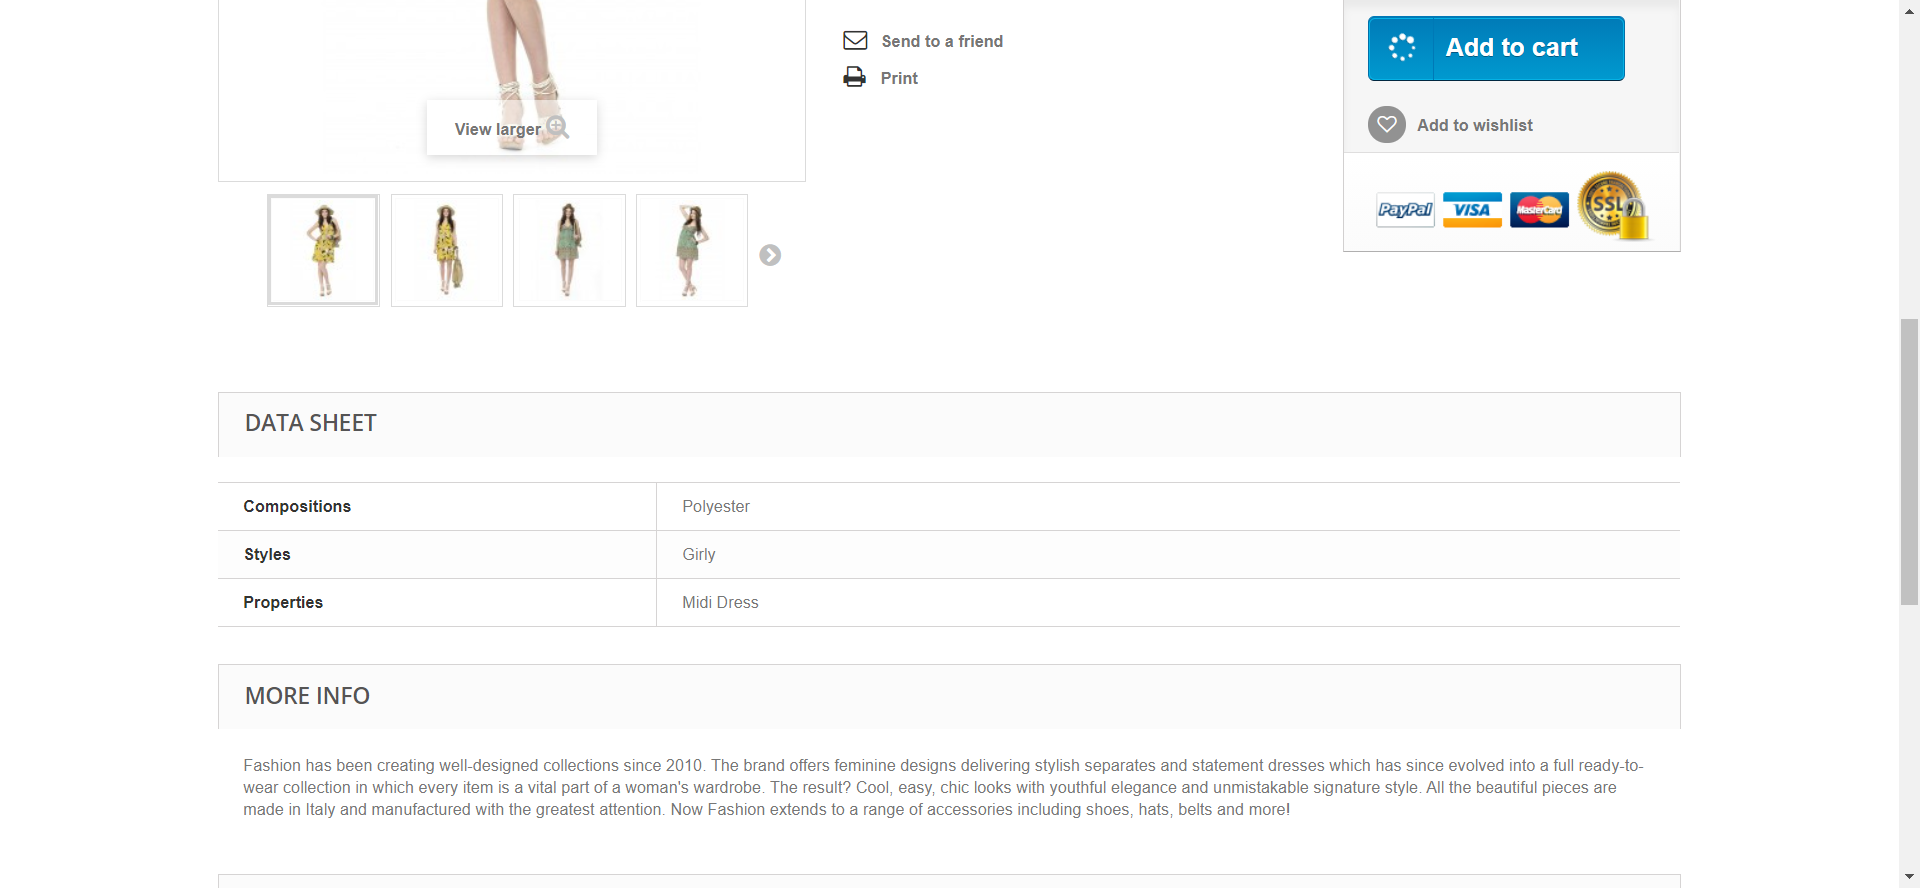 Send to a friend
Print
View larger
Add to cart
Add to wishlist
PayPal VISA MasterCard SSL
DATA SHEET
Compositions Polyester
Styles Girly
Properties Midi Dress
MORE INFO
Fashion has been creating well-designed collections since 2010. The brand offers feminine designs delivering stylish separates and statement dresses which has since evolved into a full ready-to-
wear collection in which every item is a vital part of a woman's wardrobe. The result? Cool, easy, chic looks with youthful elegance and unmistakable signature style. All the beautiful pieces are
made in Italy and manufactured with the greatest attention. Now Fashion extends to a range of accessories including shoes, hats, belts and more!